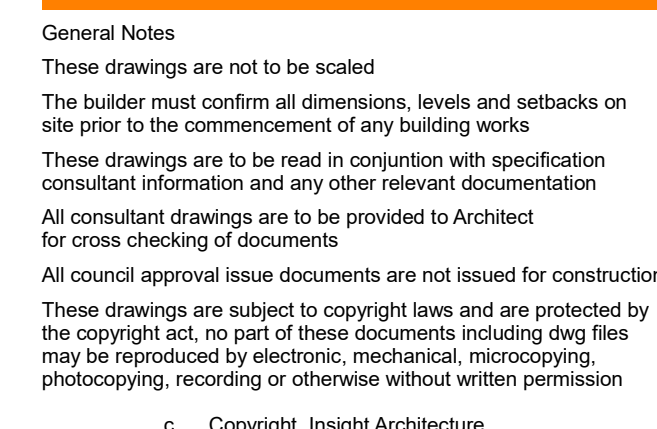 General Notes
These drawings are not to be scaled
The builder must confirm all dimensions, levels and setbacks on
site prior to the commencement of any building works
These drawings are to be read in conjuntion with specification
consultant information and any other relevant documentation
All consultant drawings are to be provided to Architect
for cross checking of documents
All council approval issue documents are not issued for construction
These drawings are subject to copyright laws and are protected by
the copyright act, no part of these documents including dwg files
may be reproduced by electronic, mechanical, microcopying,
photocopying, recording or otherwise without written permission
c Copyright Insight Architecture